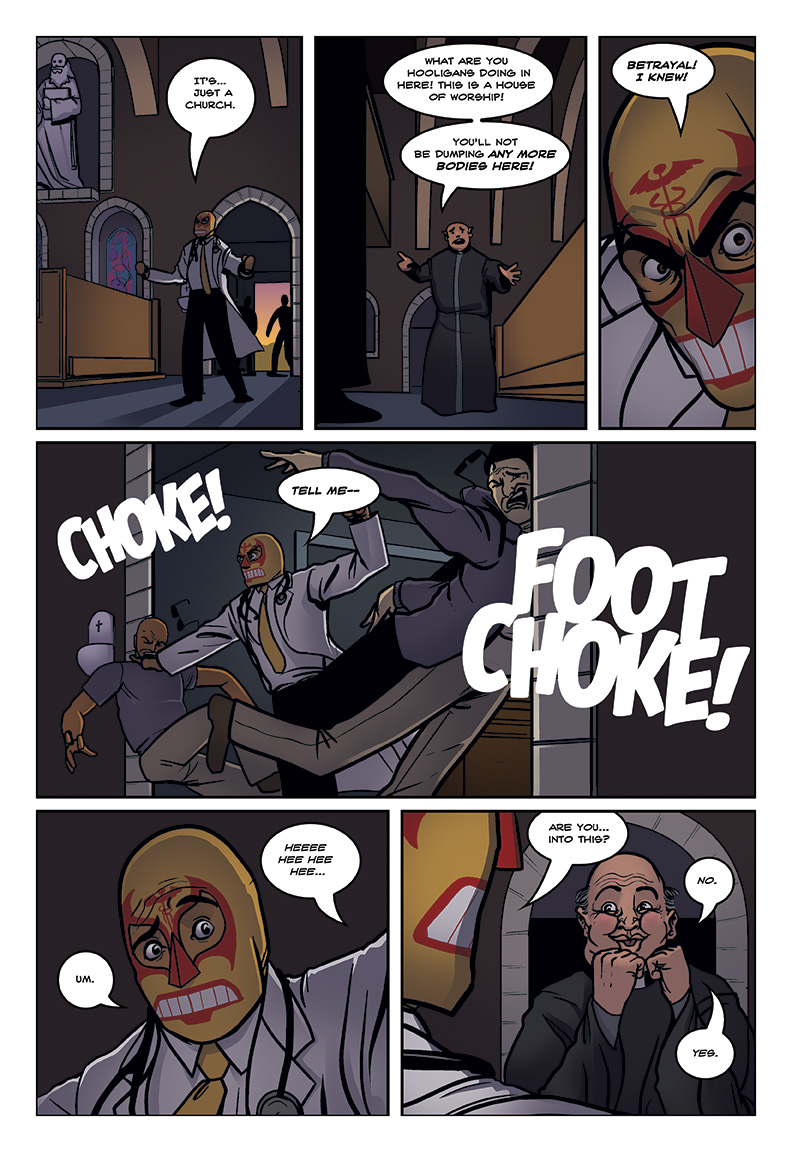 IT'S...
JUST A
CHURCH.
WHAT ARE YOU
HOOLIGANS DOING IN
HERE! THIS IS A HOUSE
OF WORSHIP!
YOU'LL NOT
BE DUMPING ANY MORE
BODIES HERE!
BETRAYAL!
I KNEW!
CHOKE!
TELL ME--
FOOT
CHOKE!
UM.
HEEEE
HEE HEE
HEE...
ARE YOU...
INTO THIS?
NO.
YES.